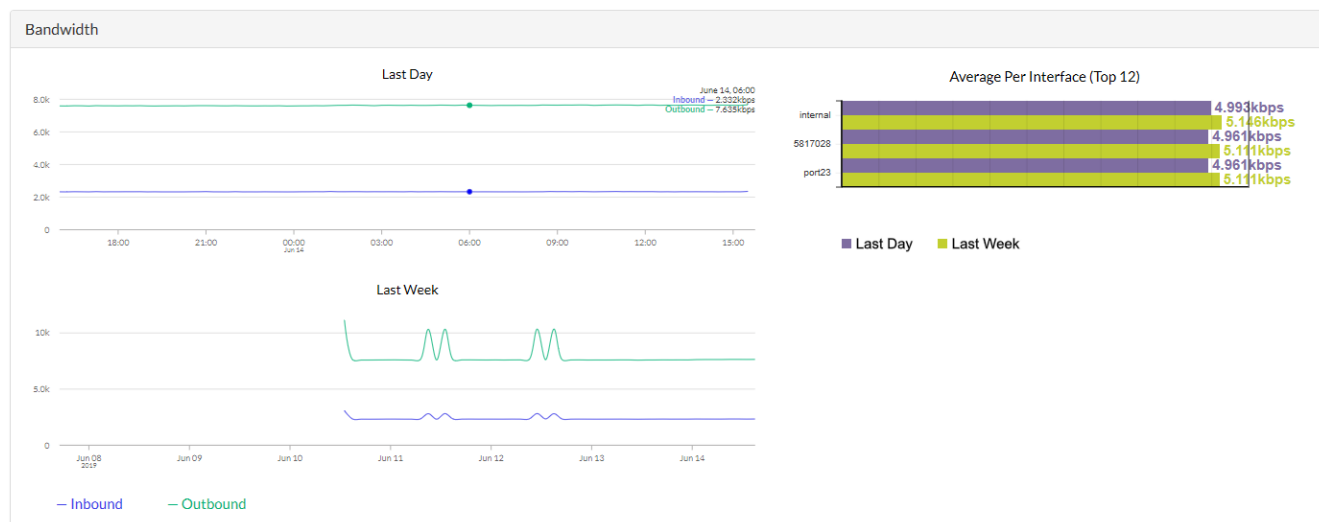 Bandwidth
Last Day
June 14, 06:00
Inbound — 2.332kbps
Outbound — 7.635kbps
8.0k
6.0k
4.0k
2.0k
0
18:00 21:00 00:00 03:00 06:00 09:00 12:00 15:00
Jun 14
Average Per Interface (Top 12)
internal 4.993kbps
5.146kbps
5817028 4.961kbps
5.111kbps
port23 4.961kbps
5.111kbps
Last Day Last Week
Last Week
10k
5.0k
0
Jun 08 Jun 09 Jun 10 Jun 11 Jun 12 Jun 13 Jun 14
2019
Inbound Outbound